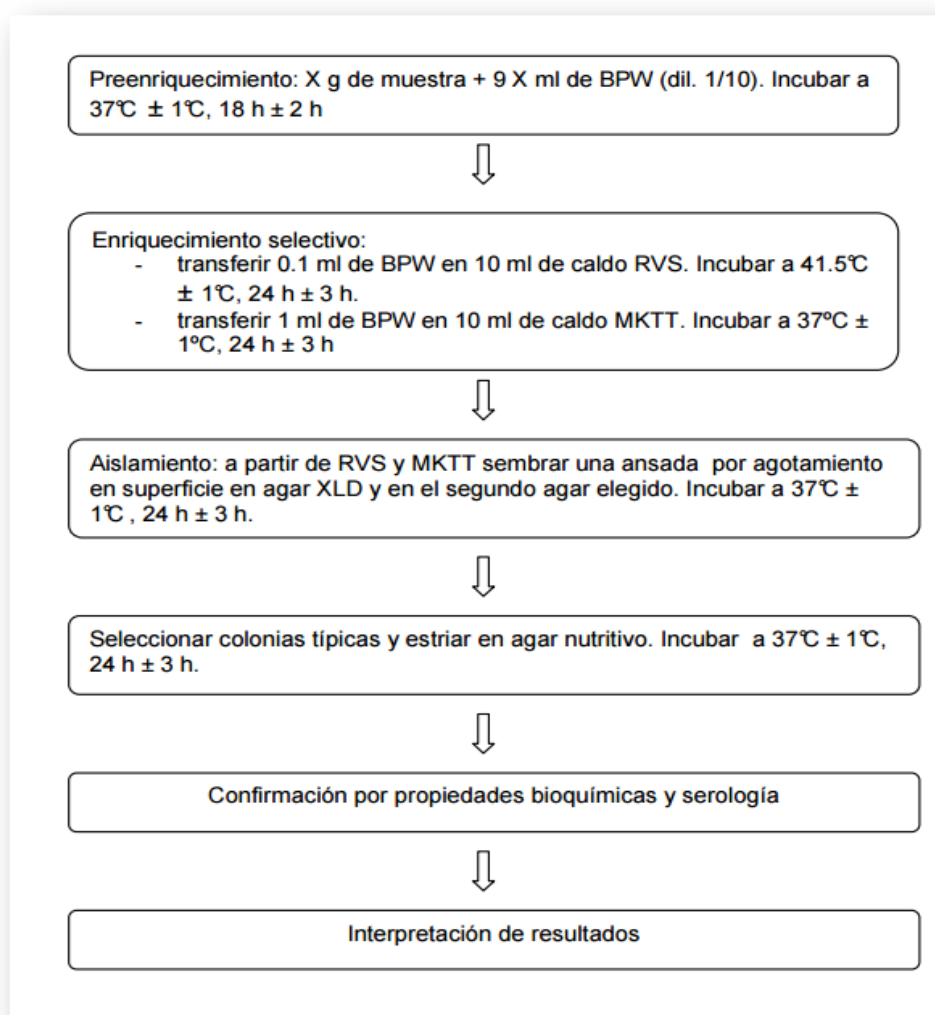 Preenriquecimiento: X g de muestra + 9 X ml de BPW (dil. 1/10). Incubar a
37℃ ± 1℃, 18 h ± 2 h
Enriquecimiento selectivo:
- transferir 0.1 ml de BPW en 10 ml de caldo RVS. Incubar a 41.5℃
± 1℃, 24 h ± 3 h.
- transferir 1 ml de BPW en 10 ml de caldo MKTT. Incubar a 37ºC ±
1ºC, 24 h ± 3 h
Aislamiento: a partir de RVS y MKTT sembrar una ansada por agotamiento
en superficie en agar XLD y en el segundo agar elegido. Incubar a 37℃ ±
1℃ , 24 h ± 3 h.
Seleccionar colonias típicas y estriar en agar nutritivo. Incubar a 37℃ ± 1℃,
24 h ± 3 h.
Confirmación por propiedades bioquímicas y serología
Interpretación de resultados